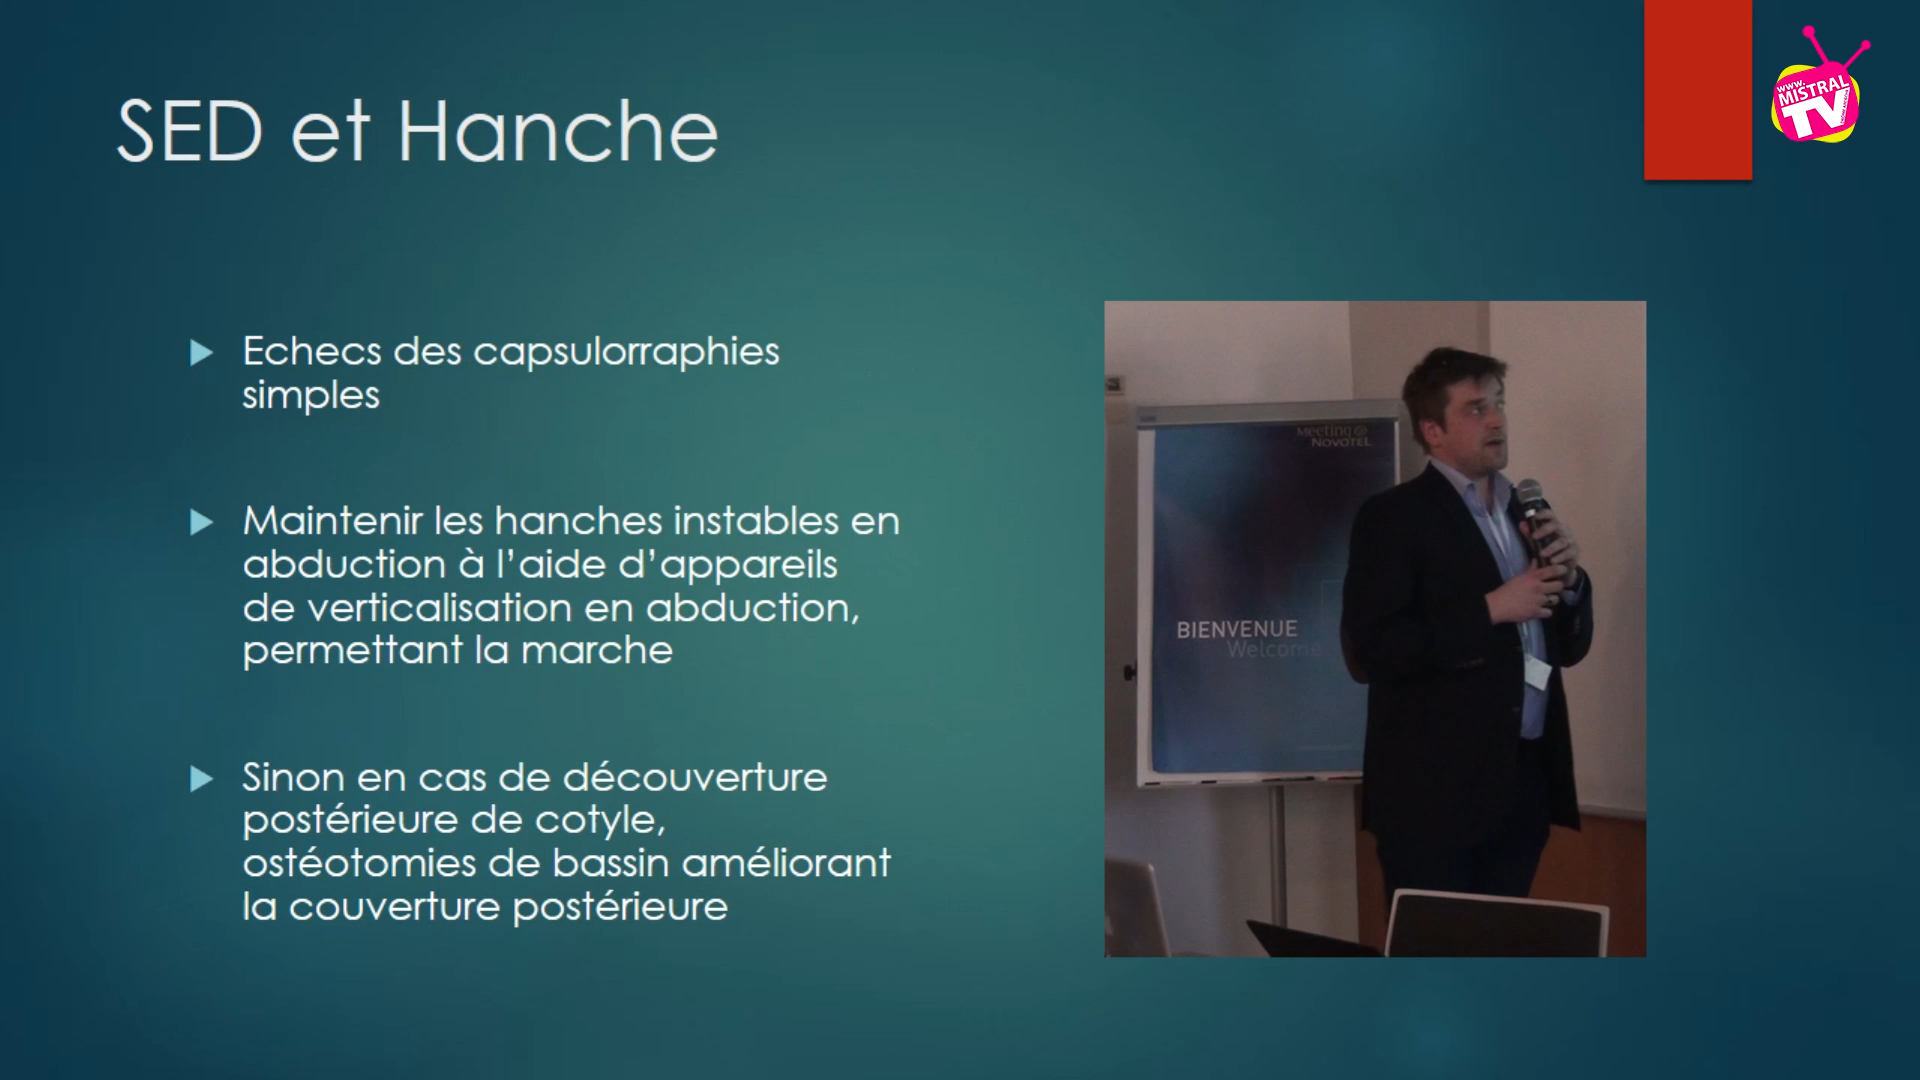 SED et Hanche
www.
MISTRAL
TV
Echecs des capsulorraphies
simples
Maintenir les hanches instables en
abduction à l'aide d'appareils
de verticalisation en abduction,
permettant la marche
Sinon en cas de découverture
postérieure de cotyle,
ostéotomies de bassin améliorant
la couverture postérieure
Meeting@
NOVOTEL
BIENVENUE
Welcome